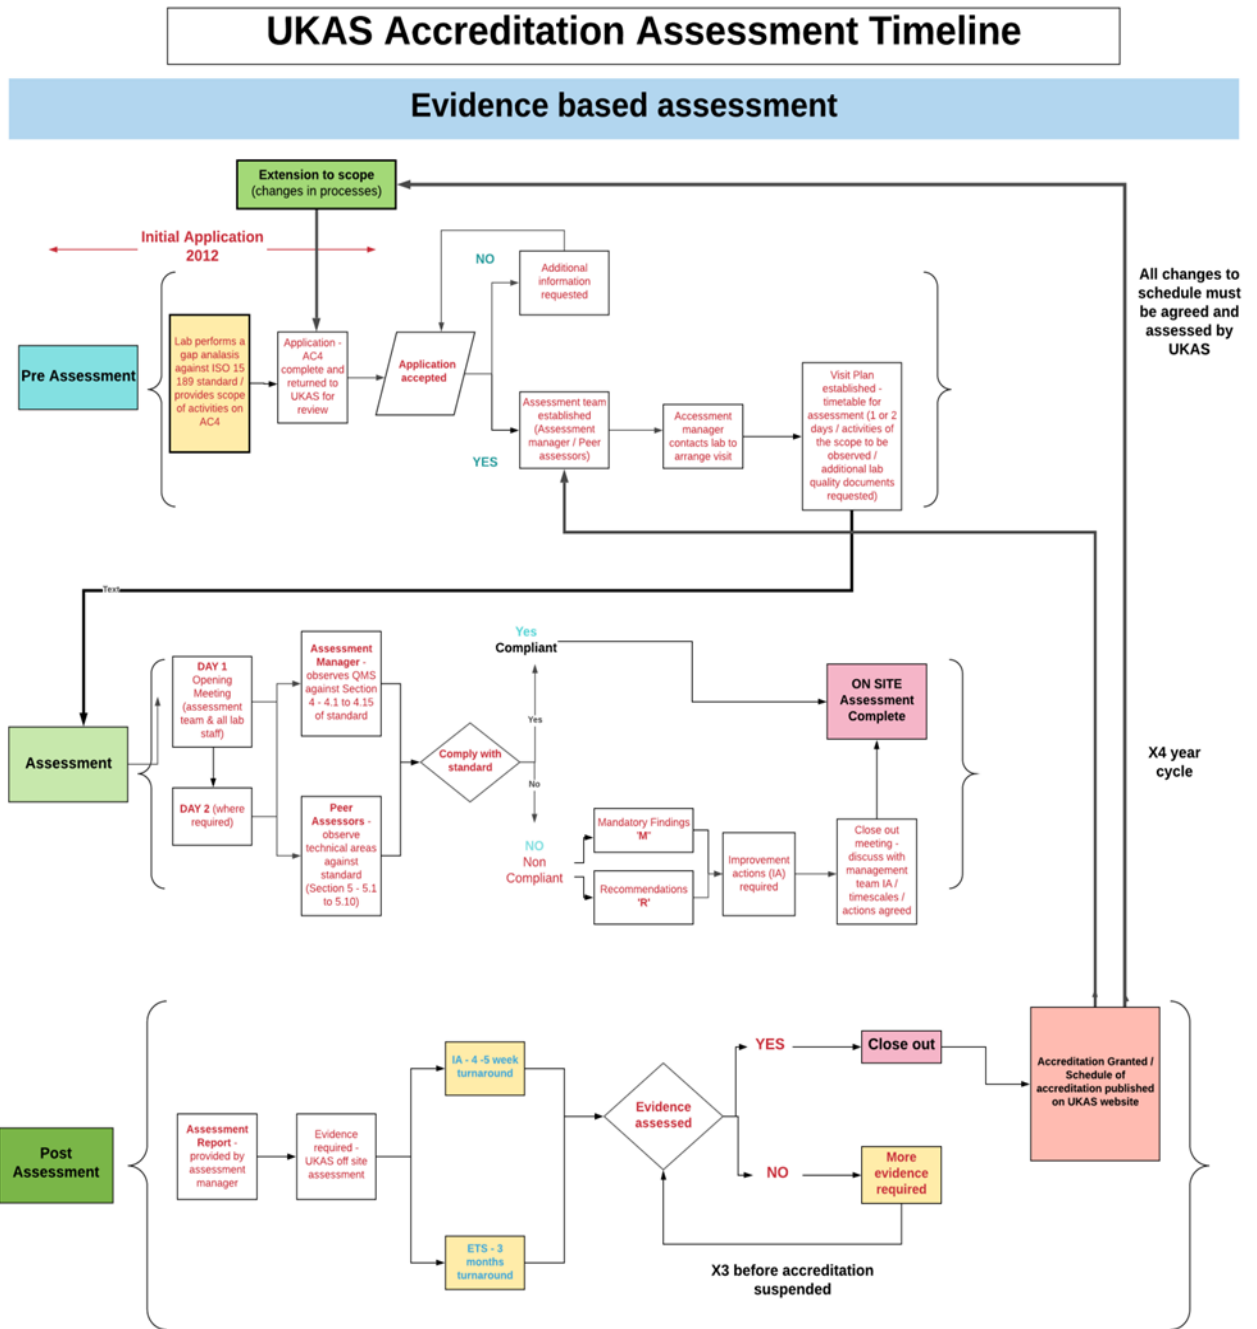 UKAS Accreditation Assessment Timeline
Evidence based assessment
Extension to scope
(changes in processes)
Initial Application
2012
NO
Additional
information
requested
All changes to
schedule must
be agreed and
assessed by
UKAS
Pre Assessment
Lab performs a
gap analasis
against ISO 15
189 standard /
provides scope
of activities on
AC4
Application -
AC4
complete and
returned to
UKAS for
review
Application
accepted
YES
Assessment team
established
(Assessment
manager / Peer
assessors)
Accessment
manager
contacts lab to
arrange visit
Visit Plan
established -
timetable for
assessment (1 or 2
days / activities of
the scope to be
observed /
additional lab
quality documents
requested)
Text
Assessment
DAY 1
Opening
Meeting
(assessment
team & all lab
staff)
DAY 2 (where
required)
Assessment
Manager -
observes QMS
against Section
4 - 4.1 to 4.15
of standard
Peer
Assessors -
observe
technical areas
against
standard
(Section 5 - 5.1
to 5.10)
Comply with
standard
Yes
Compliant
Yes
No
NO
Non
Compliant
Mandatory Findings
'M'
Recommendations
'R'
Improvement
actions (IA)
required
Close out
meeting -
discuss with
management
team IA /
timescales /
actions agreed
ON SITE
Assessment
Complete
X4 year
cycle
Post
Assessment
Assessment
Report -
provided by
assessment
manager
Evidence
required -
UKAS off site
assessment
IA - 4 -5 week
turnaround
ETS - 3
months
turnaround
Evidence
assessed
YES
Close out
NO
More
evidence
required
X3 before accreditation
suspended
Accreditation Granted /
Schedule of
accreditation published
on UKAS website